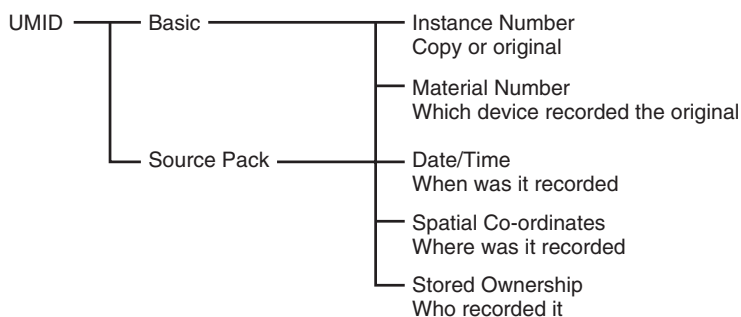 UMID
Basic
Instance Number
Copy or original
Material Number
Which device recorded the original
Source Pack
Date/Time
When was it recorded
Spatial Co-ordinates
Where was it recorded
Stored Ownership
Who recorded it